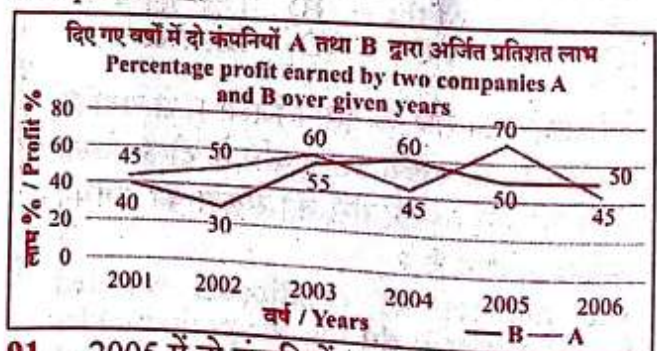 दिए गए वर्षों में दो कंपनियों A तथा B द्वारा अर्जित प्रतिशत लाभ
Percentage profit earned by two companies A
and B over given years
लाभ % / Profit %
80
60
40
20
0
45 50 60 60 70 50
40 30 55 45 50 45
2001 2002 2003 2004 2005 2006
वर्ष / Years
B A
91 2006 में